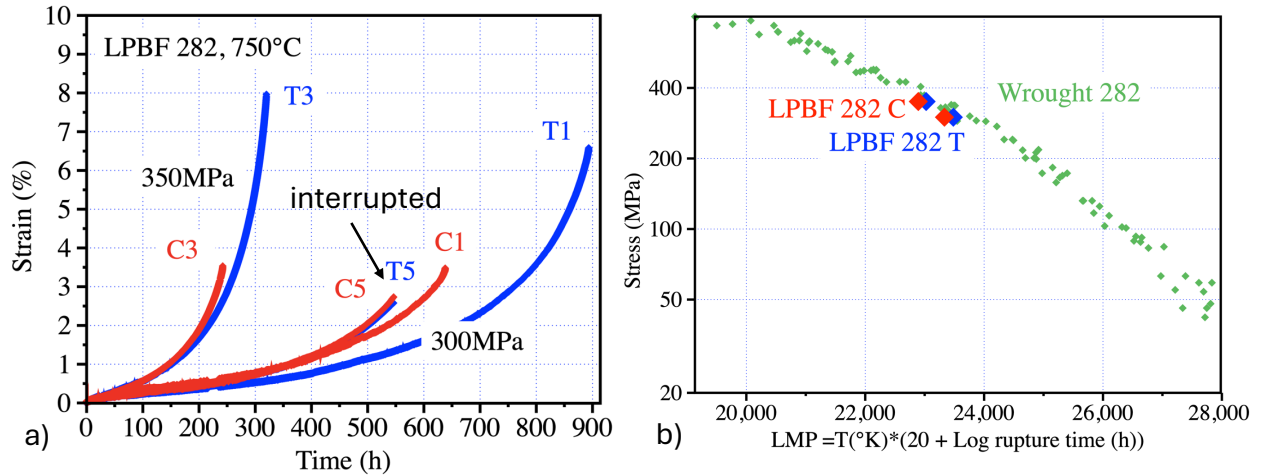 LPBF 282, 750°C
T3
T1
350MPa
interrupted
C3
C1
T5
C5
300MPa
Strain (%)
10
9
8
7
6
5
4
3
2
1
0
0 100 200 300 400 500 600 700 800 900
Time (h)
a)
Wrought 282
LPBF 282 C
LPBF 282 T
Stress (MPa)
400
200
100
50
20
20,000 22,000 24,000 26,000 28,000
LMP =T(°K)*(20 + Log rupture time (h))
b)